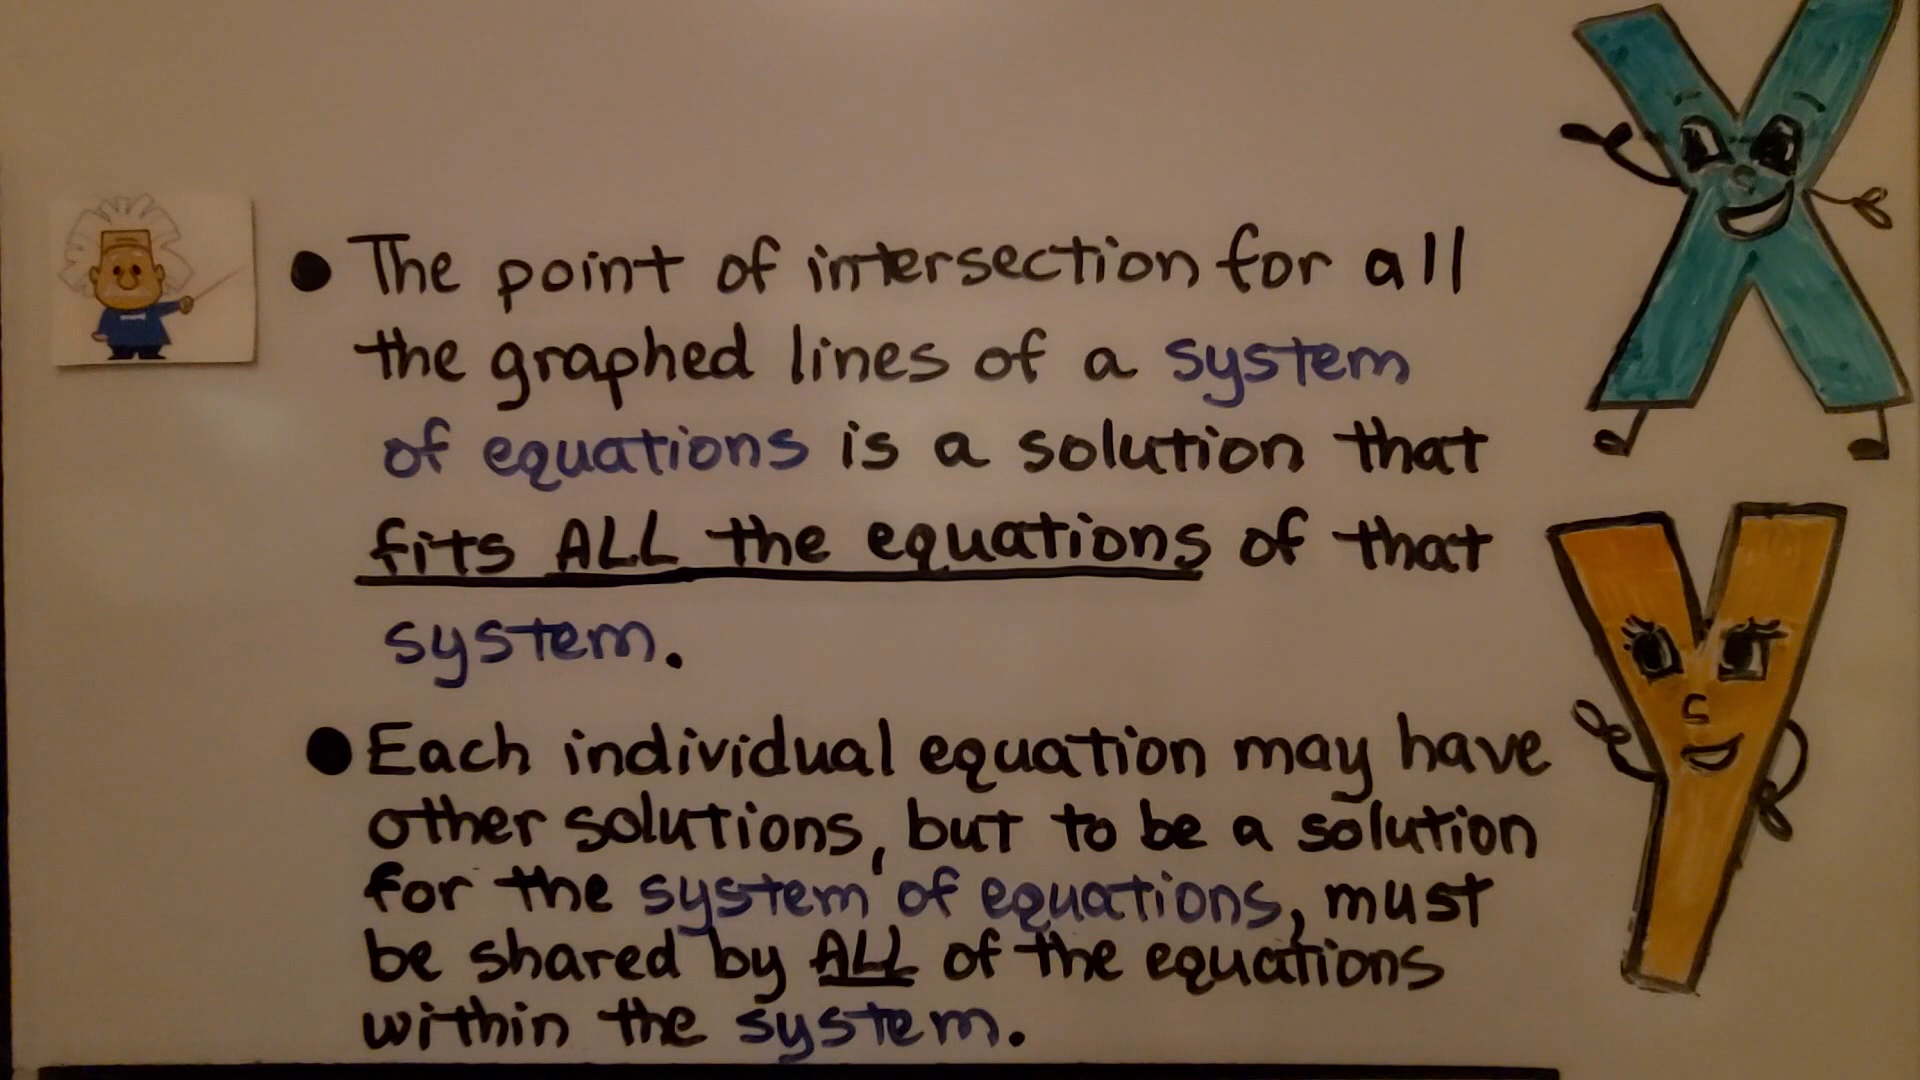 • The point of intersection for all
the graphed lines of a system
of equations is a solution that
fits ALL the equations of that
system.
• Each individual equation may have
other solutions, but to be a solution
for the system of equations, must
be shared by ALL of the equations
within the system.
X
Y